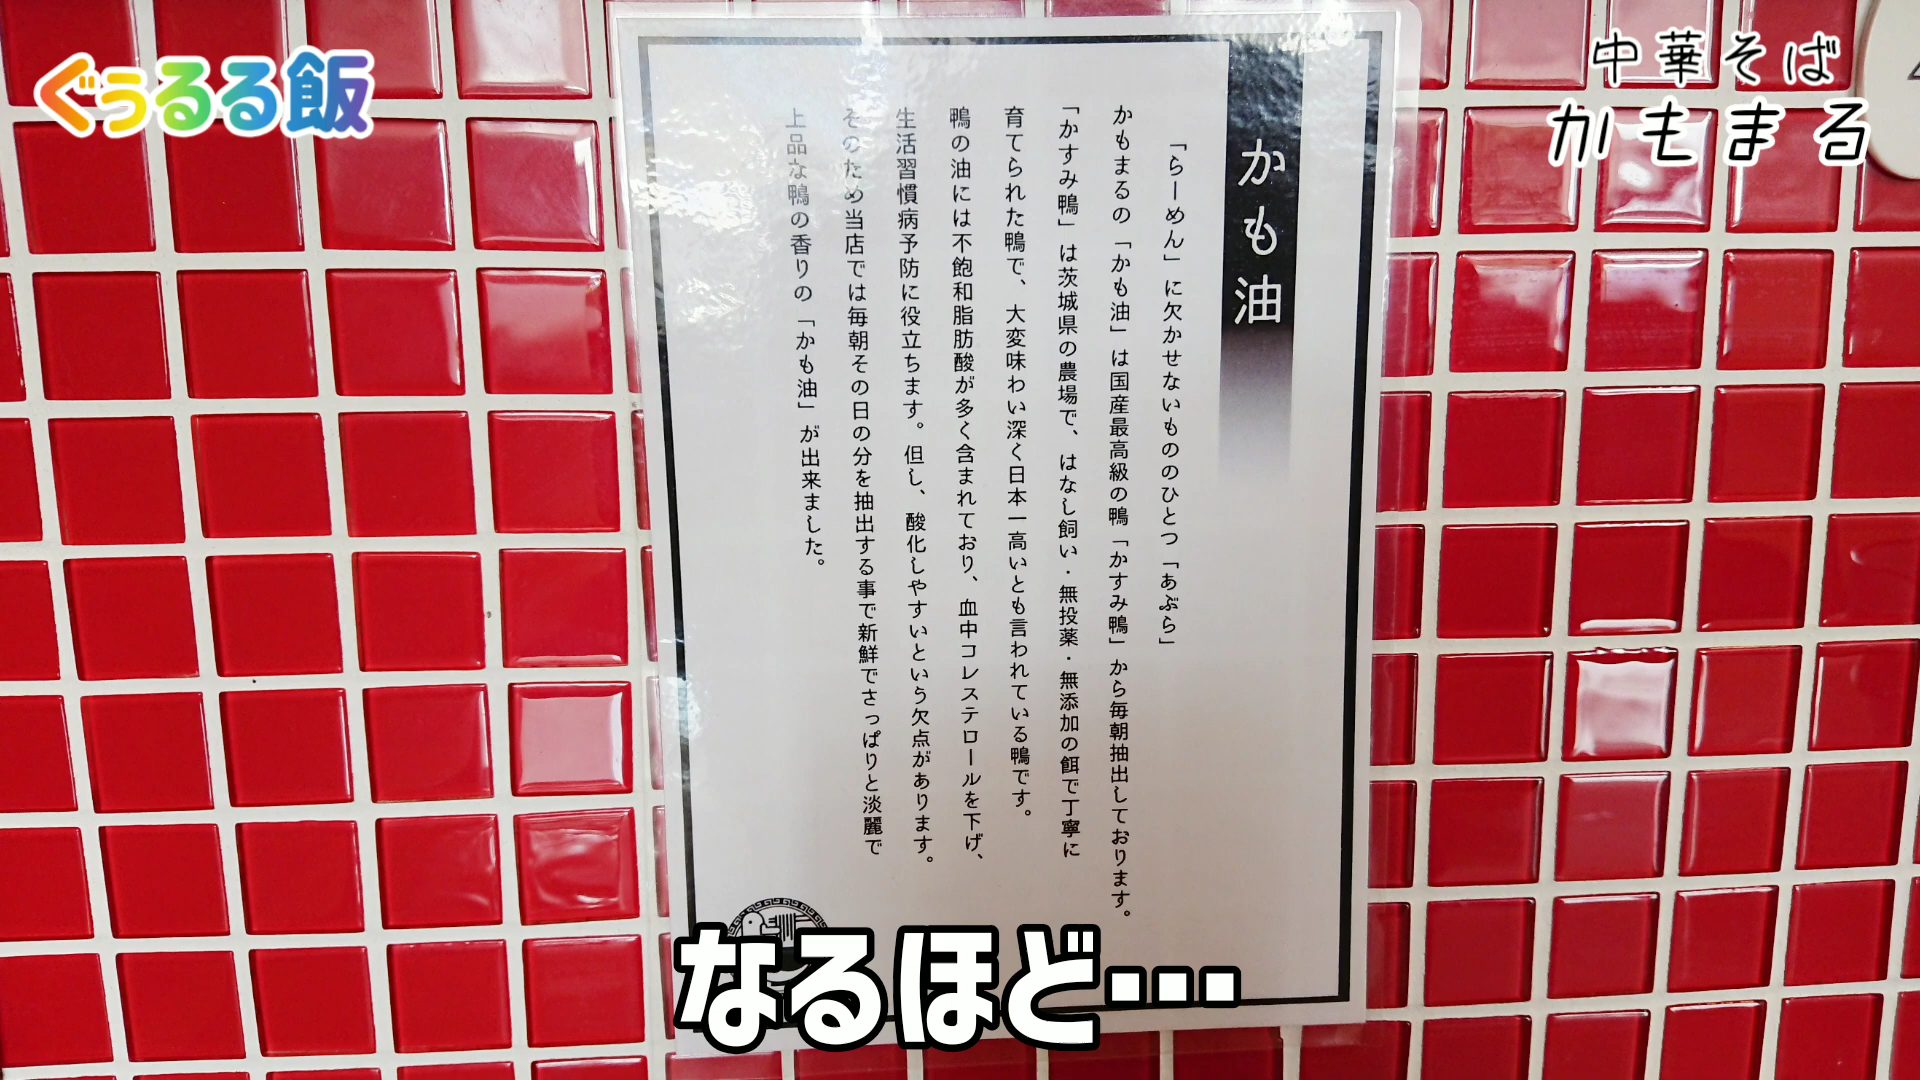 ぐぅるる飯
中華そば
かもまる
かも油
「らーめん」に欠かせないもののひとつ「あぶら」
かもまるの「かも油」は国産最高級の鴨「かすみ鴨」から毎朝抽出しております。
「かすみ鴨」は茨城県の農場で、はなし飼い・無投薬・無添加の餌で丁寧に
育てられた鴨で、大変味わい深く日本一高いとも言われている鴨です。
鴨の油には不飽和脂肪酸が多く含まれており、血中コレステロールを下げ、
生活習慣病予防に役立ちます。但し、酸化しやすいという欠点があります。
そのため当店では毎朝その日の分を抽出する事で新鮮でさっぱりと淡麗で
上品な鴨の香りの「かも油」が出来ました。
なるほど…